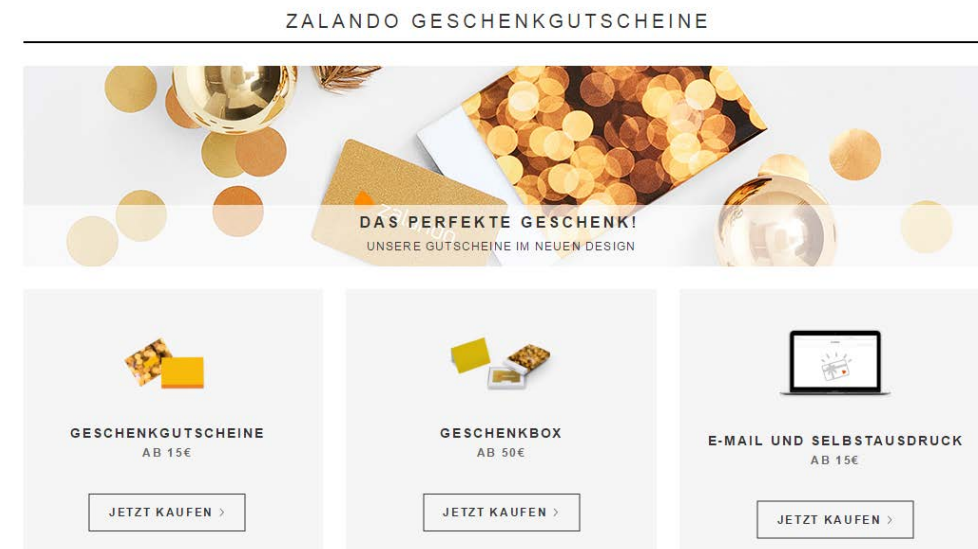 ZALANDO GESCHENKGUTSCHEINE
zalando
DAS PERFEKTE GESCHENK!
UNSERE GUTSCHEINE IM NEUEN DESIGN
GESCHENKGUTSCHEINE
AB 15€
JETZT KAUFEN >
GESCHENKBOX
AB 50€
JETZT KAUFEN >
E-MAIL UND SELBSTAUSDRUCK
AB 15€
JETZT KAUFEN >